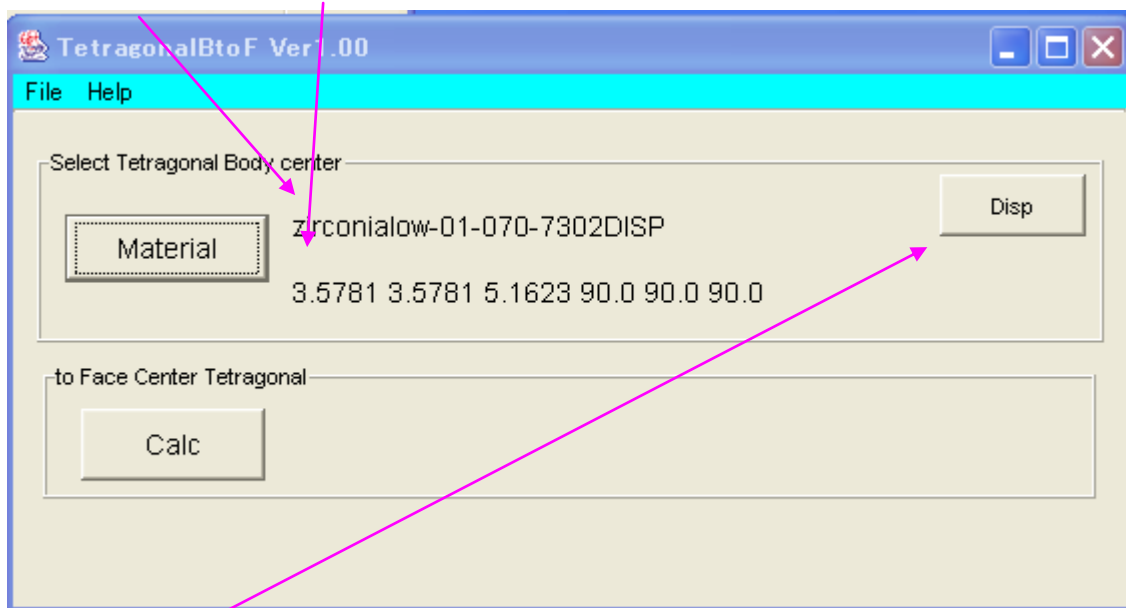 TetragonalBtoF Ver1.00
File Help
Select Tetragonal Body center
Material
zirconialow-01-070-7302DISP
Disp
3.5781 3.5781 5.1623 90.0 90.0 90.0
to Face Center Tetragonal
Calc